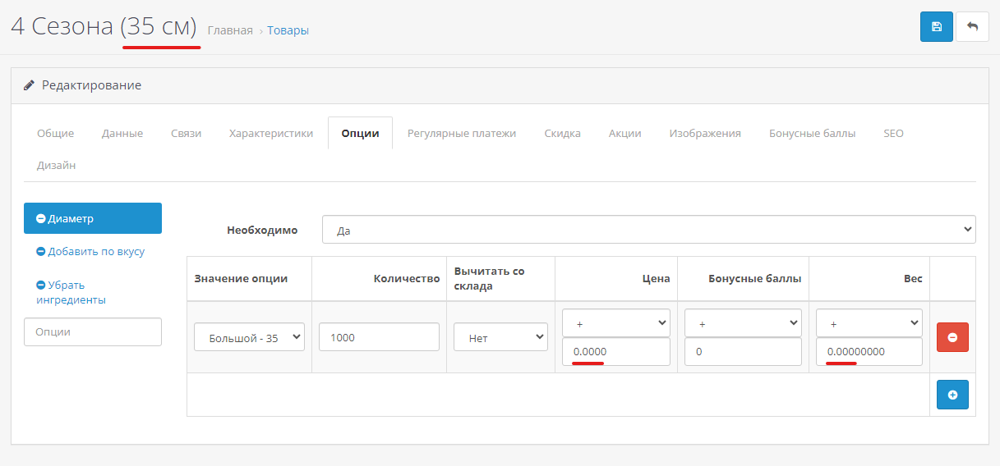 4 Сезона (35 см) Главная › Товары
Редактирование
Общие Данные Связи Характеристики Опции Регулярные платежи Скидка Акции Изображения Бонусные баллы SEO
Дизайн
Диаметр
Добавить по вкусу
Убрать
ингредиенты
Опции
Необходимо Да
Значение опции Количество Вычитать со
склада Цена Бонусные баллы Вес
Большой - 35 1000 Нет + + +
0.0000 0 0.00000000